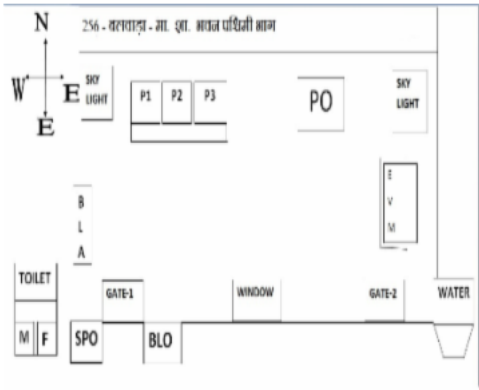 N
256 - वलवाड़ा - मा. शा. भवन पश्चिमी भाग
W E
E
SKY
LIGHT
P1 P2 P3
PO
SKY
LIGHT
E
V
M
B
L
A
TOILET
GATE-1
WINDOW
GATE-2
WATER
M F
SPO
BLO